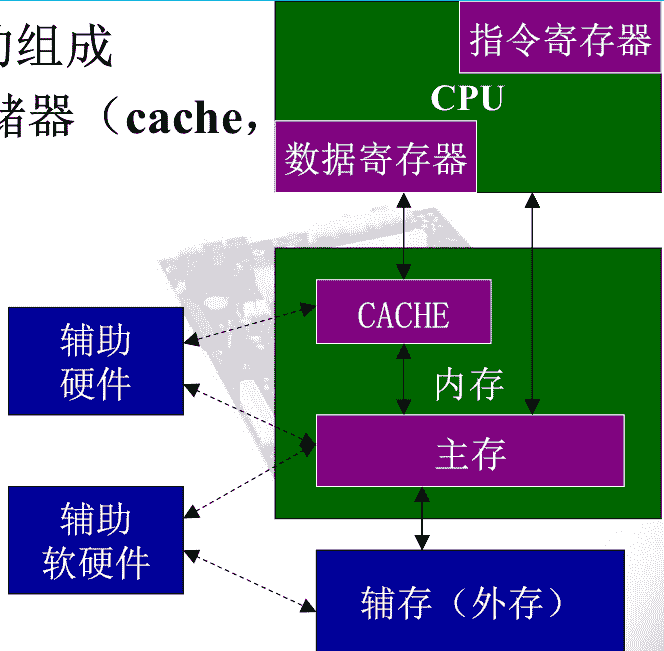 的组成
储器（cache，
指令寄存器
CPU
数据寄存器
CACHE
内存
主存
辅助
硬件
辅助
软硬件
辅存（外存）